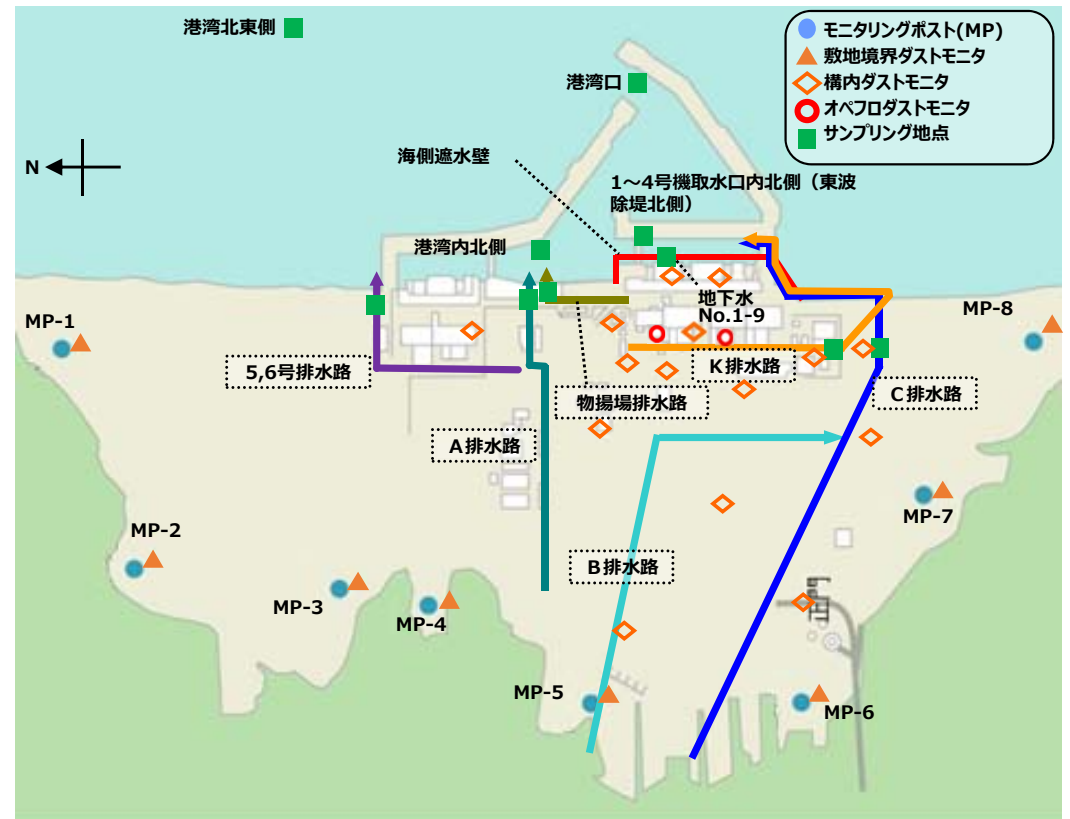 港湾北東側
モニタリングポスト(MP)
敷地境界ダストモニタ
構内ダストモニタ
オペフロダストモニタ
サンプリング地点
港湾口
N
海側遮水壁
1～4号機取水口内北側（東波
除堤北側）
港湾内北側
地下水
No.1-9
MP-1
MP-8
5,6号排水路
K排水路
C排水路
物揚場排水路
A排水路
MP-7
MP-2
B排水路
MP-3
MP-4
MP-5
MP-6